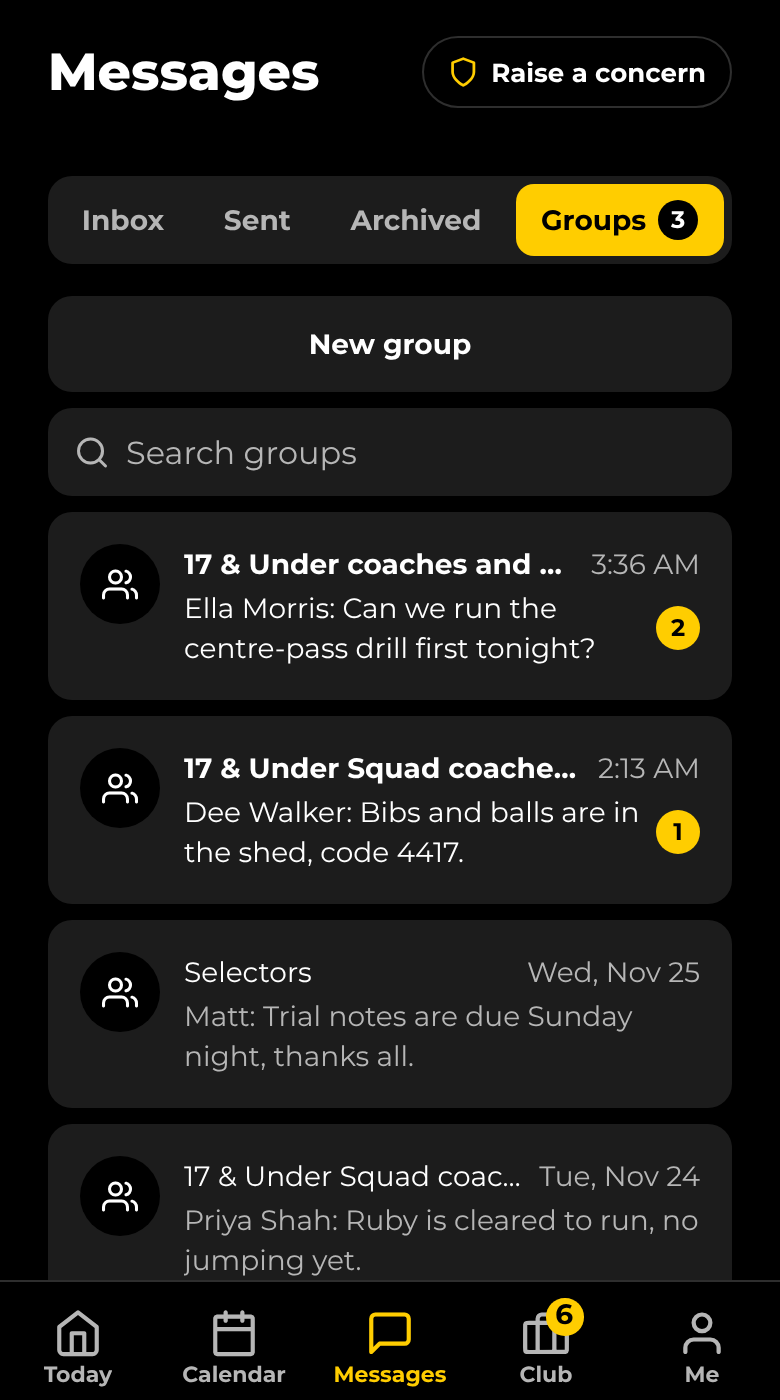 Messages
Raise a concern
Inbox
Sent
Archived
Groups 3
New group
Search groups
17 & Under coaches and ... 3:36 AM
Ella Morris: Can we run the
centre-pass drill first tonight?
2
17 & Under Squad coache... 2:13 AM
Dee Walker: Bibs and balls are in
the shed, code 4417.
1
Selectors Wed, Nov 25
Matt: Trial notes are due Sunday
night, thanks all.
17 & Under Squad coac... Tue, Nov 24
Priya Shah: Ruby is cleared to run, no
jumping yet.
6
Today
Calendar
Messages
Club
Me